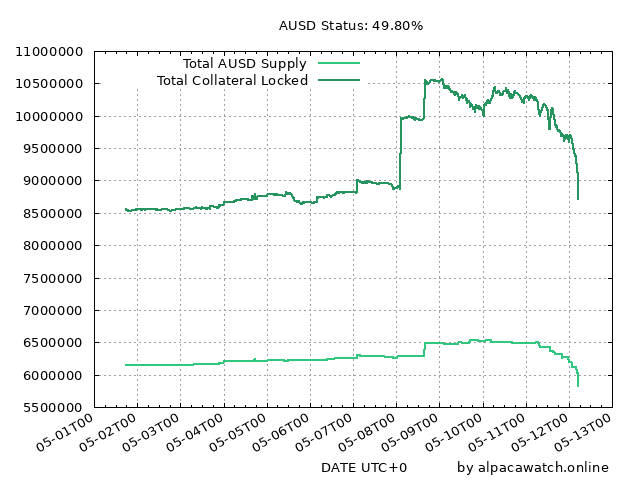 AUSD Status: 49.80%
Total AUSD Supply
Total Collateral Locked
11000000
10500000
10000000
9500000
9000000
8500000
8000000
7500000
7000000
6500000
6000000
5500000
05-01T00
05-02T00
05-03T00
05-04T00
05-05T00
05-06T00
05-07T00
05-08T00
05-09T00
05-10T00
05-11T00
05-12T00
05-13T00
DATE UTC+0
by alpacawatch.online